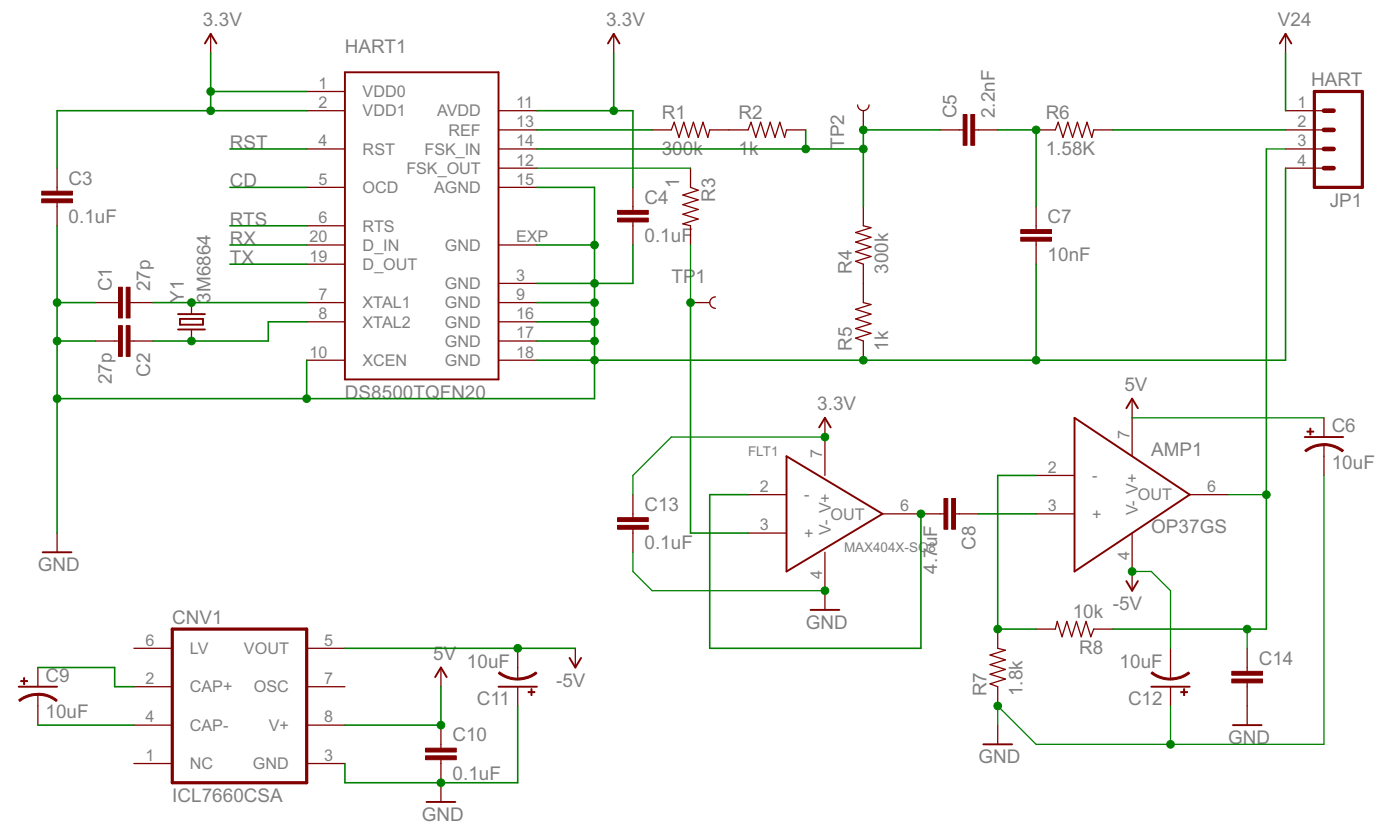 3.3V
3.3V
V24
HART1
HART
1 VDD0
2 VDD1
AVDD 11
REF 13
FSK_IN 14
FSK_OUT 12
AGND 15
RST 4 RST
CD 5 OCD
RTS 6 RTS
RX 20 D_IN
TX 19 D_OUT
GND EXP
GND 3
GND 9
GND 16
GND 17
GND 18
7 XTAL1
8 XTAL2
10 XCEN
DS8500TQFN20
C3
0.1uF
C1
27p
Y1
3M6864
27p
C2
GND
C4
0.1uF
R1
300k
R2
1k
1
R3
TP1
TP2
R4
300k
R5
1k
C5
2.2nF
R6
1.58K
C7
10nF
1
2
3
4
JP1
3.3V
FLT1
7
2 -
3 +
V+
V-
OUT 6
4
MAX404X-SO8
GND
C13
0.1uF
4.7uF
C8
5V
7
AMP1
2 -
3 +
V+
V-
OUT 6
OP37GS
4
-5V
C6
10uF
10k
R8
R7
1.8k
GND
10uF
C12
C14
GND
CNV1
6 LV
2 CAP+
4 CAP-
1 NC
VOUT 5
OSC 7
V+ 8
GND 3
ICL7660CSA
C9
10uF
5V
10uF
C11
-5V
C10
0.1uF
GND